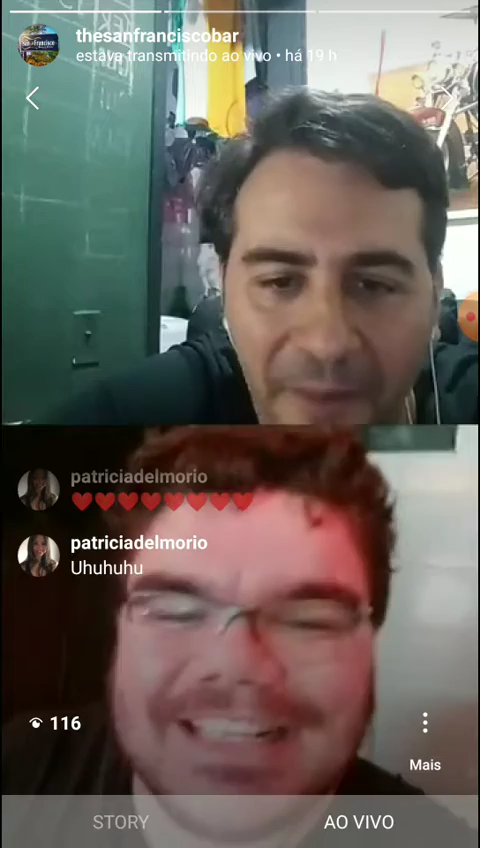 thesanfranciscobar
estava transmitindo ao vivo • há 19 h
patriciadelmorio
❤️❤️❤️❤️❤️❤️❤️❤️
patriciadelmorio
Uhuhuhu
116
Mais
STORY
AO VIVO